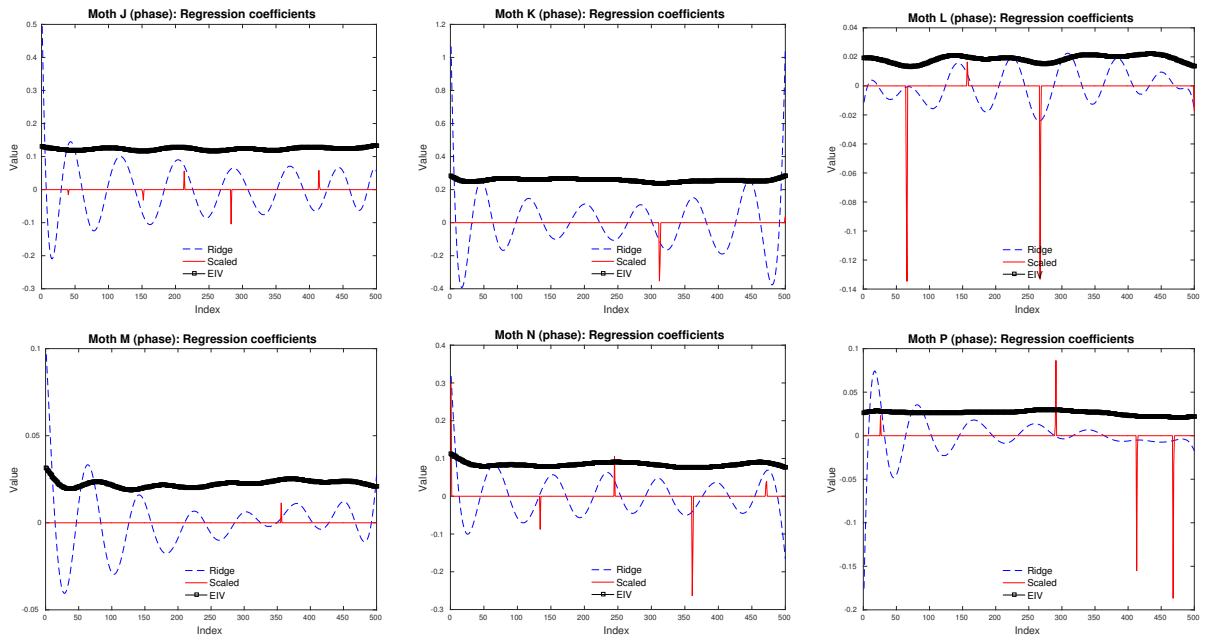 Moth J (phase): Regression coefficients
0.5
0.4
0.3
0.2
0.1
0
-0.1
-0.2
-0.3
Value
Ridge
Scaled
EIV
0 50 100 150 200 250 300 350 400 450 500
Index
Moth K (phase): Regression coefficients
1.2
1
0.8
0.6
0.4
0.2
0
-0.2
-0.4
Value
Ridge
Scaled
EIV
0 50 100 150 200 250 300 350 400 450 500
Index
Moth L (phase): Regression coefficients
0.04
0.02
0
-0.02
-0.04
-0.06
-0.08
-0.1
-0.12
-0.14
Value
Ridge
Scaled
EIV
0 50 100 150 200 250 300 350 400 450 500
Index
Moth M (phase): Regression coefficients
0.1
0.05
0
-0.05
Value
Ridge
Scaled
EIV
0 50 100 150 200 250 300 350 400 450 500
Index
Moth N (phase): Regression coefficients
0.4
0.3
0.2
0.1
0
-0.1
-0.2
-0.3
Value
Ridge
Scaled
EIV
0 50 100 150 200 250 300 350 400 450 500
Index
Moth P (phase): Regression coefficients
0.1
0.05
0
-0.05
-0.1
-0.15
-0.2
Value
Ridge
Scaled
EIV
0 50 100 150 200 250 300 350 400 450 500
Index